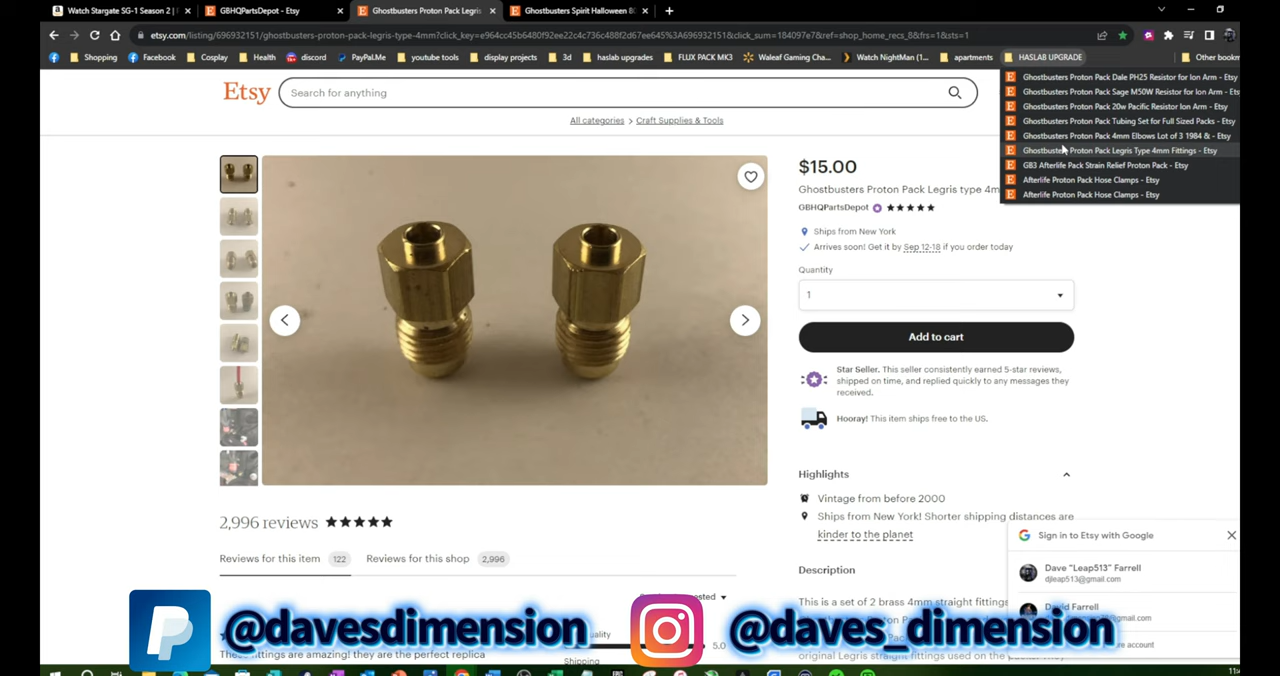 Watch Stargate SG-1 Season 2 |
GBHQPartsDepot - Etsy
Ghostbusters Proton Pack Legris
Ghostbusters Spirit Halloween
etsy.com/listing/696932151/ghostbusters-proton-pack-legris-type-4mm?click_key=e964cc45b6469232ee22c4c736c488f2d67ee645%3A696932151&click_sum=184097e7&ref=shop_home_recs_8&frs=1&sts=1
Shopping
Facebook
Cosplay
Health
discord
PayPal.Me
youtube tools
display projects
3d
haslab upgrades
FLUX PACK MK3
Waleaf Gaming Cha...
Watch NightMan (1...
apartments
HASLAB UPGRADE
Other bookm
Ghostbusters Proton Pack Dale PH25 Resistor for Ion Arm - Etsy
Ghostbusters Proton Pack Sage M50W Resistor for Ion Arm - Ets
Ghostbusters Proton Pack 20w Pacific Resistor Ion Arm - Etsy
Ghostbusters Proton Pack Tubing Set for Full Sized Packs - Etsy
Ghostbusters Proton Pack 4mm Elbows Lot of 3 1984 & - Etsy
Ghostbusters Proton Pack Legris Type 4mm Fittings - Etsy
GB3 Afterlife Pack Strain Relief Proton Pack - Etsy
Afterlife Proton Pack Hose Clamps - Etsy
Afterlife Proton Pack Hose Clamps - Etsy
Etsy
Search for anything
All categories > Craft Supplies & Tools
$15.00
Ghostbusters Proton Pack Legris type 4m
GBHQPartsDepot
Ships from New York
Arrives soon! Get it by Sep 12-18 if you order today
Quantity
1
Add to cart
Star Seller. This seller consistently earned 5-star reviews,
shipped on time, and replied quickly to any messages they
received.
Hooray! This item ships free to the US.
Highlights
Vintage from before 2000
Ships from New York! Shorter shipping distances are
kinder to the planet
Description
This is a set of 2 brass 4mm straight fittings
original Legris straight fittings used on the
2,996 reviews
Reviews for this item 122
Reviews for this shop 2,996
5.0
Shipping
These fittings are amazing! they are the perfect replica
Sign in to Etsy with Google
Dave "Leap513" Farrell
djleap513@gmail.com
David Farrell
@davesdimension
@daves_dimension